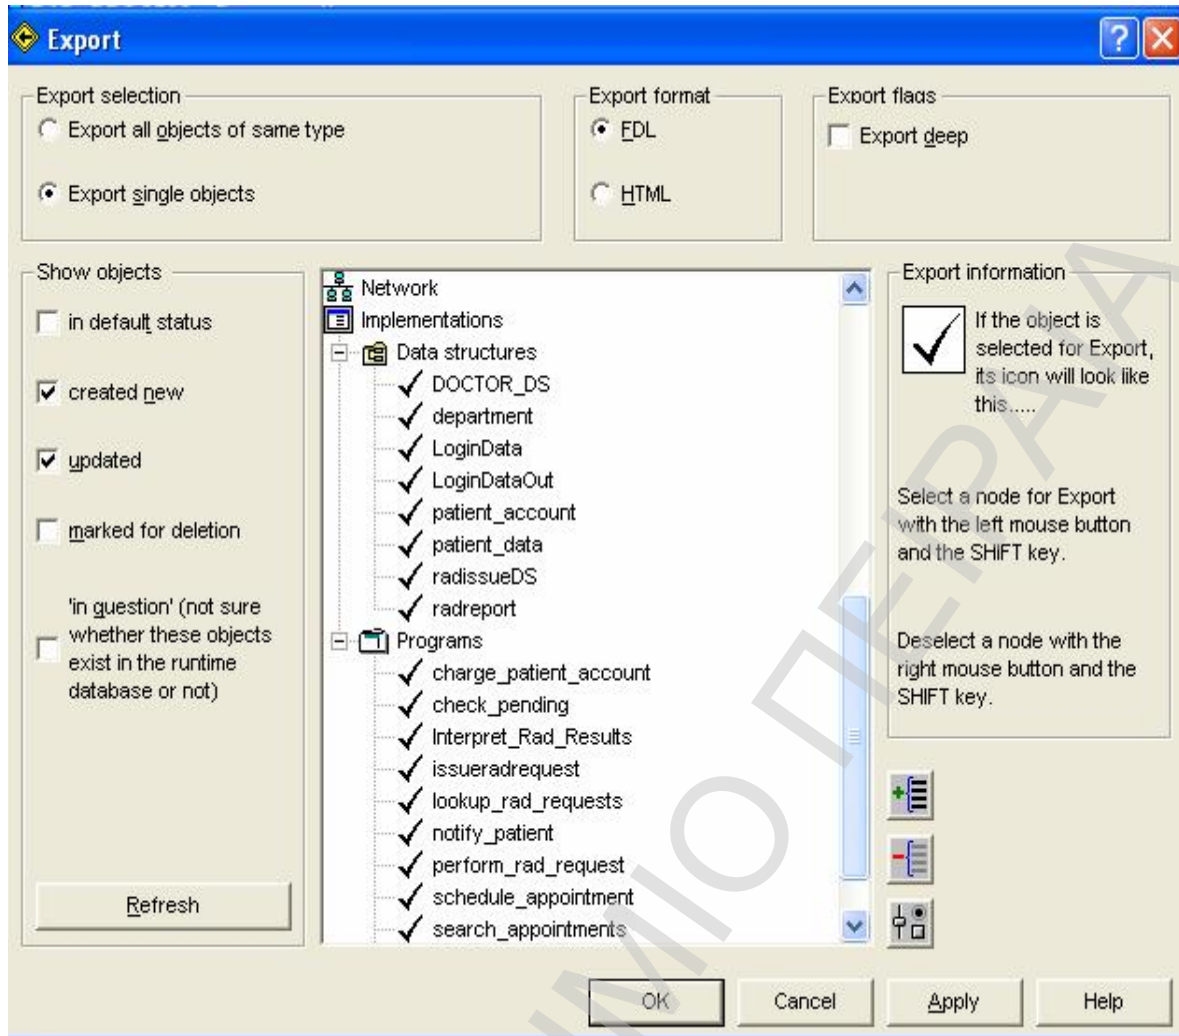 Export
Export selection
Export all objects of same type
Export single objects
Export format
FDL
HTML
Export flags
Export deep
Show objects
in default status
created new
updated
marked for deletion
'in question' (not sure
whether these objects
exist in the runtime
database or not)
Refresh
Network
Implementations
Data structures
DOCTOR_DS
department
LoginData
LoginDataOut
patient_account
patient_data
radissueDS
radreport
Programs
charge_patient_account
check_pending
Interpret_Rad_Results
issueradrequest
lookup_rad_requests
notify_patient
perform_rad_request
schedule_appointment
search_appointments
Export information
If the object is
selected for Export,
its icon will look like
this.....
Select a node for Export
with the left mouse button
and the SHIFT key.
Deselect a node with the
right mouse button and the
SHIFT key.
OK
Cancel
Apply
Help
ΜΙΟ ΠΕΙΡΑΙΑ